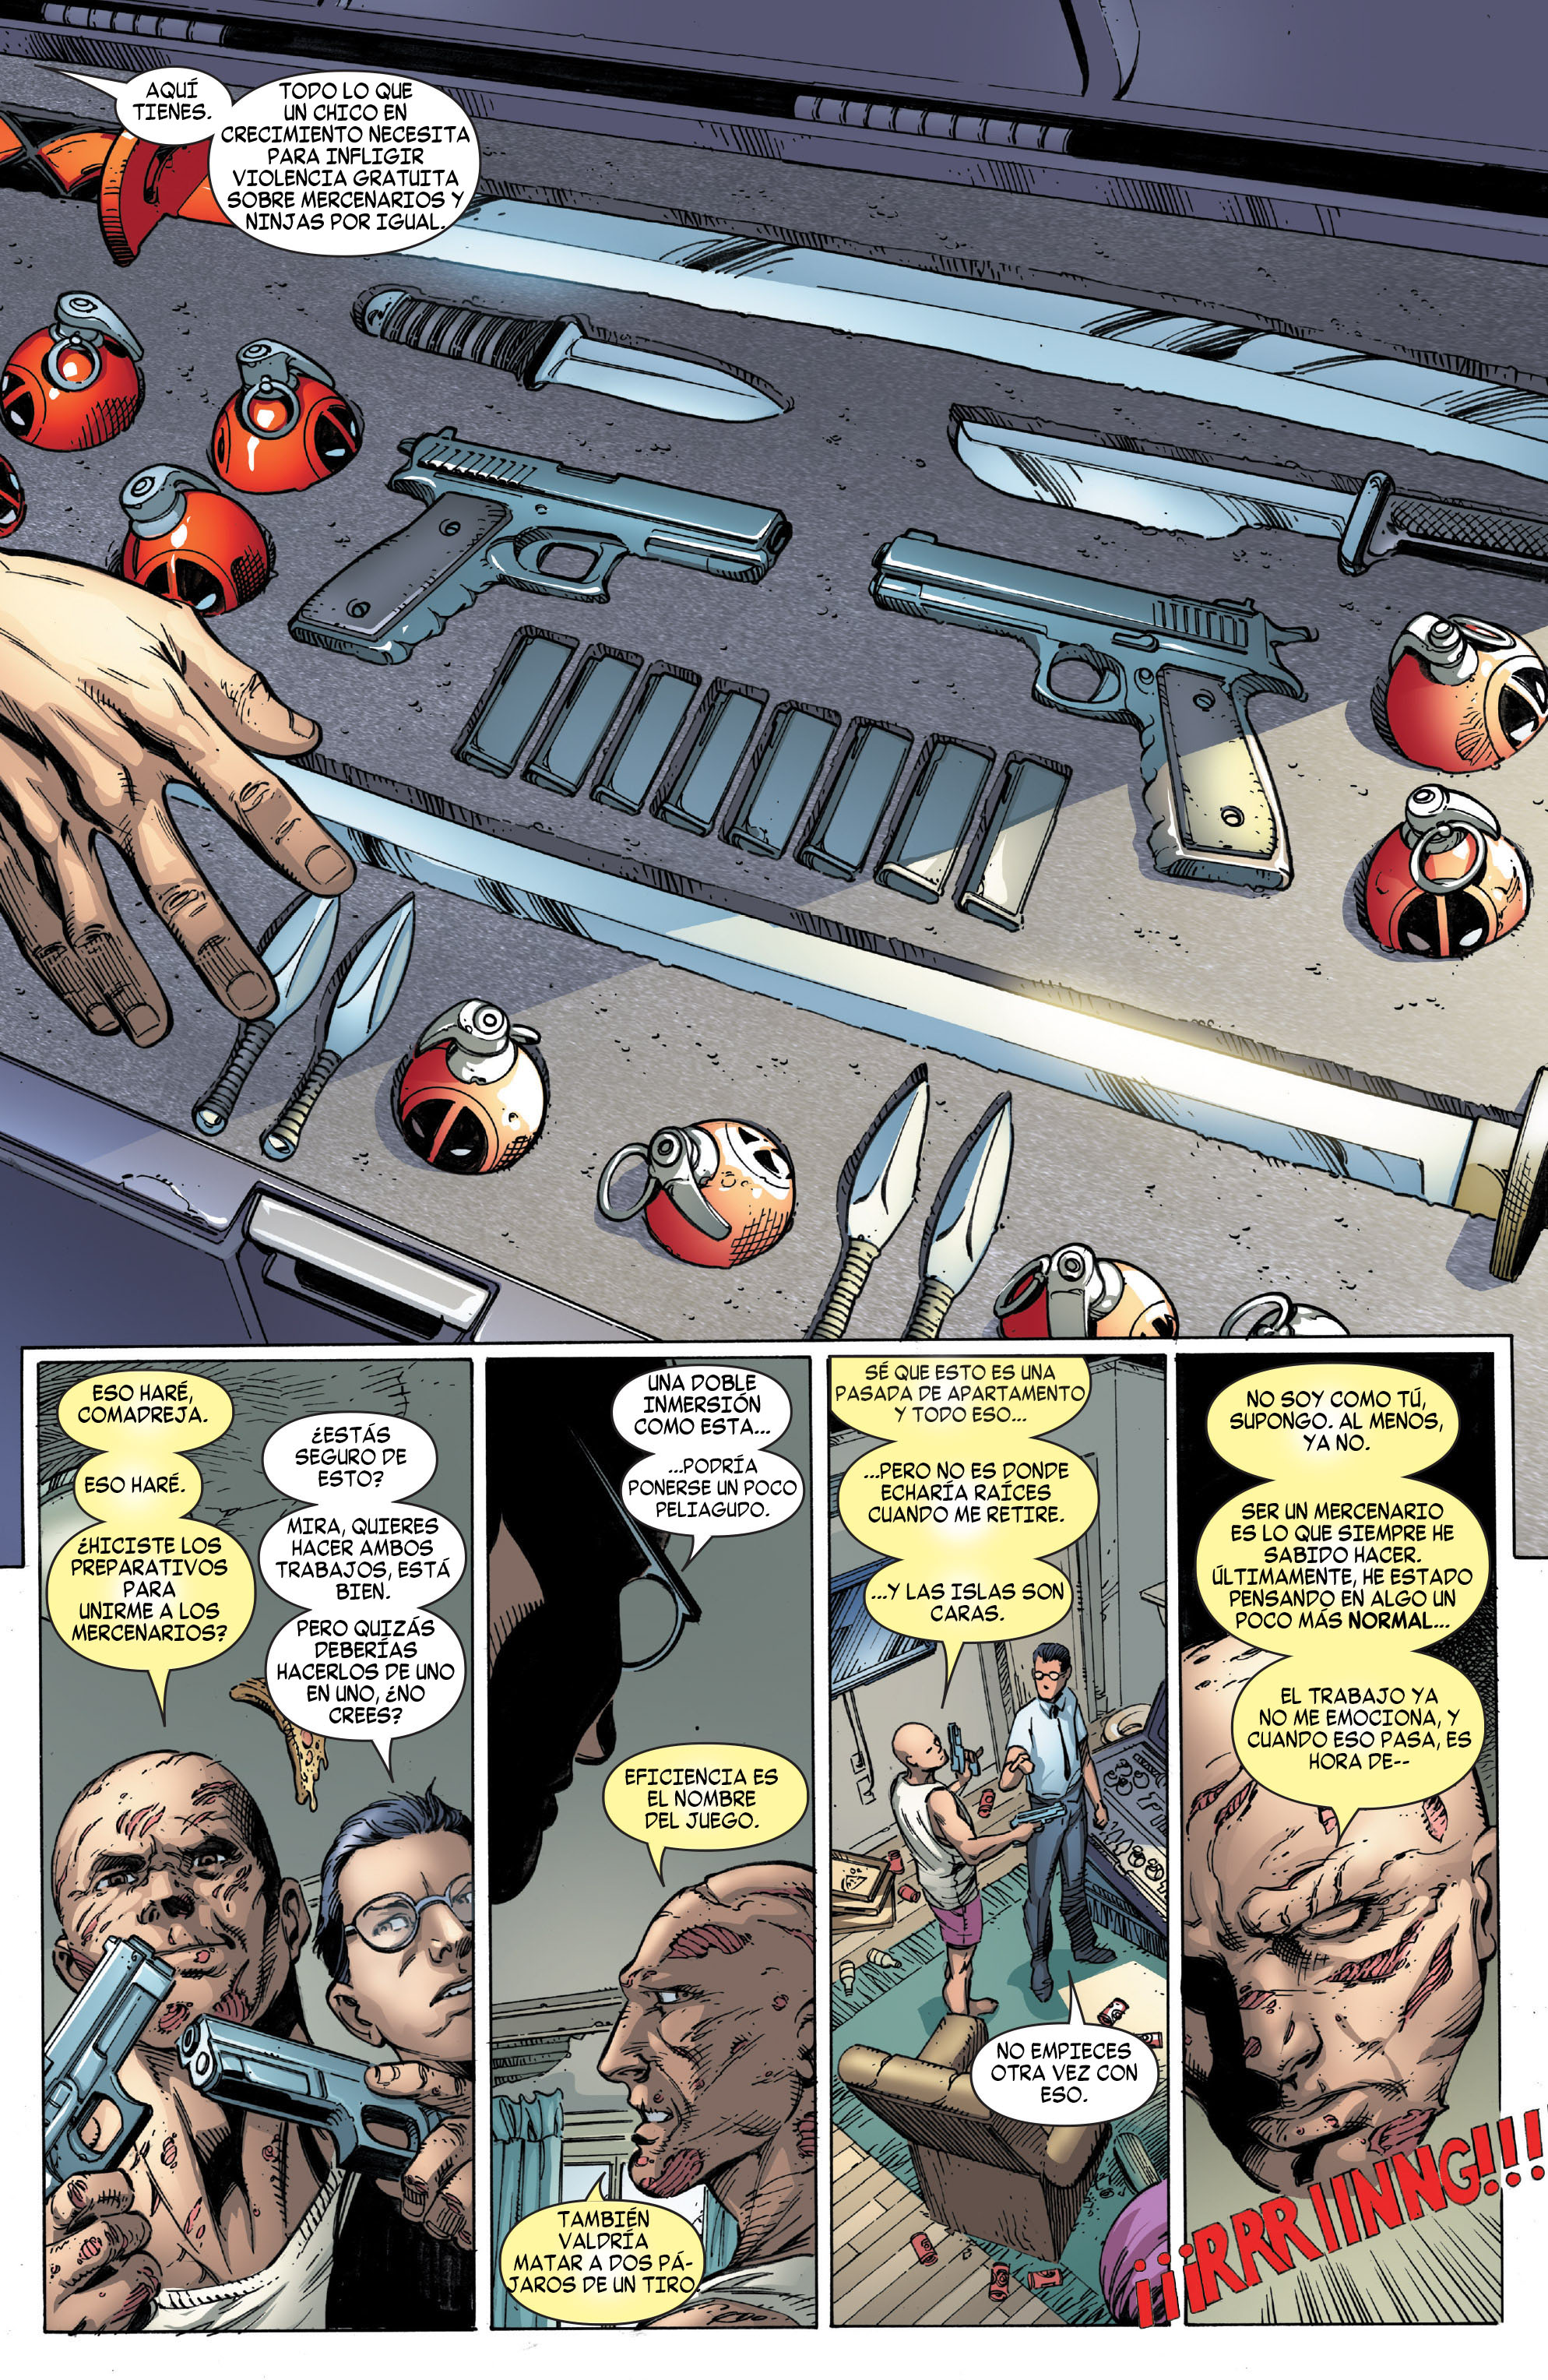 AQUÍ
TIENES.
TODO LO QUE
UN CHICO EN
CRECIMIENTO NECESITA
PARA INFLIGIR
VIOLENCIA GRATUITA
SOBRE MERCENARIOS Y
NINJAS POR IGUAL.
ESO HARÉ,
COMADREJA.
ESO HARÉ.
¿HICISTE LOS
PREPARATIVOS
PARA
UNIRME A LOS
MERCENARIOS?
¿ESTÁS
SEGURO DE
ESTO?
MIRA, QUIERES
HACER AMBOS
TRABAJOS, ESTÁ
BIEN.
PERO QUIZÁS
DEBERÍAS
HACERLOS DE UNO
EN UNO, ¿NO
CREES?
UNA DOBLE
INMERSIÓN
COMO ESTA...
...PODRÍA
PONERSE UN POCO
PELIAGUDO.
EFICIENCIA ES
EL NOMBRE
DEL JUEGO.
TAMBIÉN
VALDRÍA
MATAR A DOS PÁ-
JAROS DE UN TIRO.
SÉ QUE ESTO ES UNA
PASADA DE APARTAMENTO
Y TODO ESO...
...PERO NO ES DONDE
ECHARÍA RAÍCES
CUANDO ME RETIRE.
...Y LAS ISLAS SON
CARAS.
NO EMPIECES
OTRA VEZ CON
ESO.
NO SOY COMO TÚ,
SUPONGO. AL MENOS,
YA NO.
SER UN MERCENARIO
ES LO QUE SIEMPRE HE
SABIDO HACER.
ÚLTIMAMENTE, HE ESTADO
PENSANDO EN ALGO UN
POCO MÁS NORMAL...
EL TRABAJO YA
NO ME EMOCIONA, Y
CUANDO ESO PASA, ES
HORA DE--
¡¡¡RRRIIINNG!!!